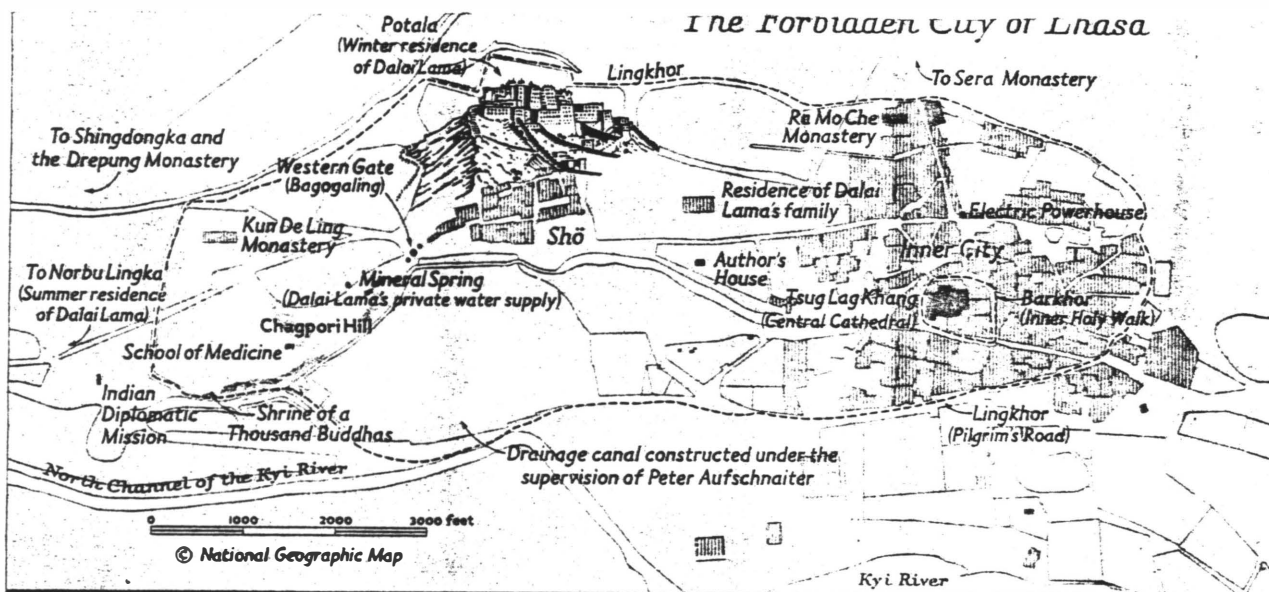 The Forbidden City of Lhasa
Potala
(Winter residence
of Dalai Lama)
Lingkhor
To Sera Monastery
Ra Mo Che
Monastery
To Shingdongka and
the Drepung Monastery
Western Gate
(Bagogaling)
Residence of Dalai
Lama's family
Electric Powerhouse
Kun De Ling
Monastery
Shö
Inner City
Author's
House
To Norbu Lingka
(Summer residence
of Dalai Lama)
Mineral Spring
(Dalai Lama's private water supply)
Tsug Lag Khang
(Central Cathedral)
Barkhor
(Inner Holy Walk)
Chagpori Hill
School of Medicine
Indian
Diplomatic
Mission
Shrine of a
Thousand Buddhas
Lingkhor
(Pilgrim's Road)
Drainage canal constructed under the
supervision of Peter Aufschnaiter
North Channel of the Kyi River
0 1000 2000 3000 feet
© National Geographic Map
Kyi River